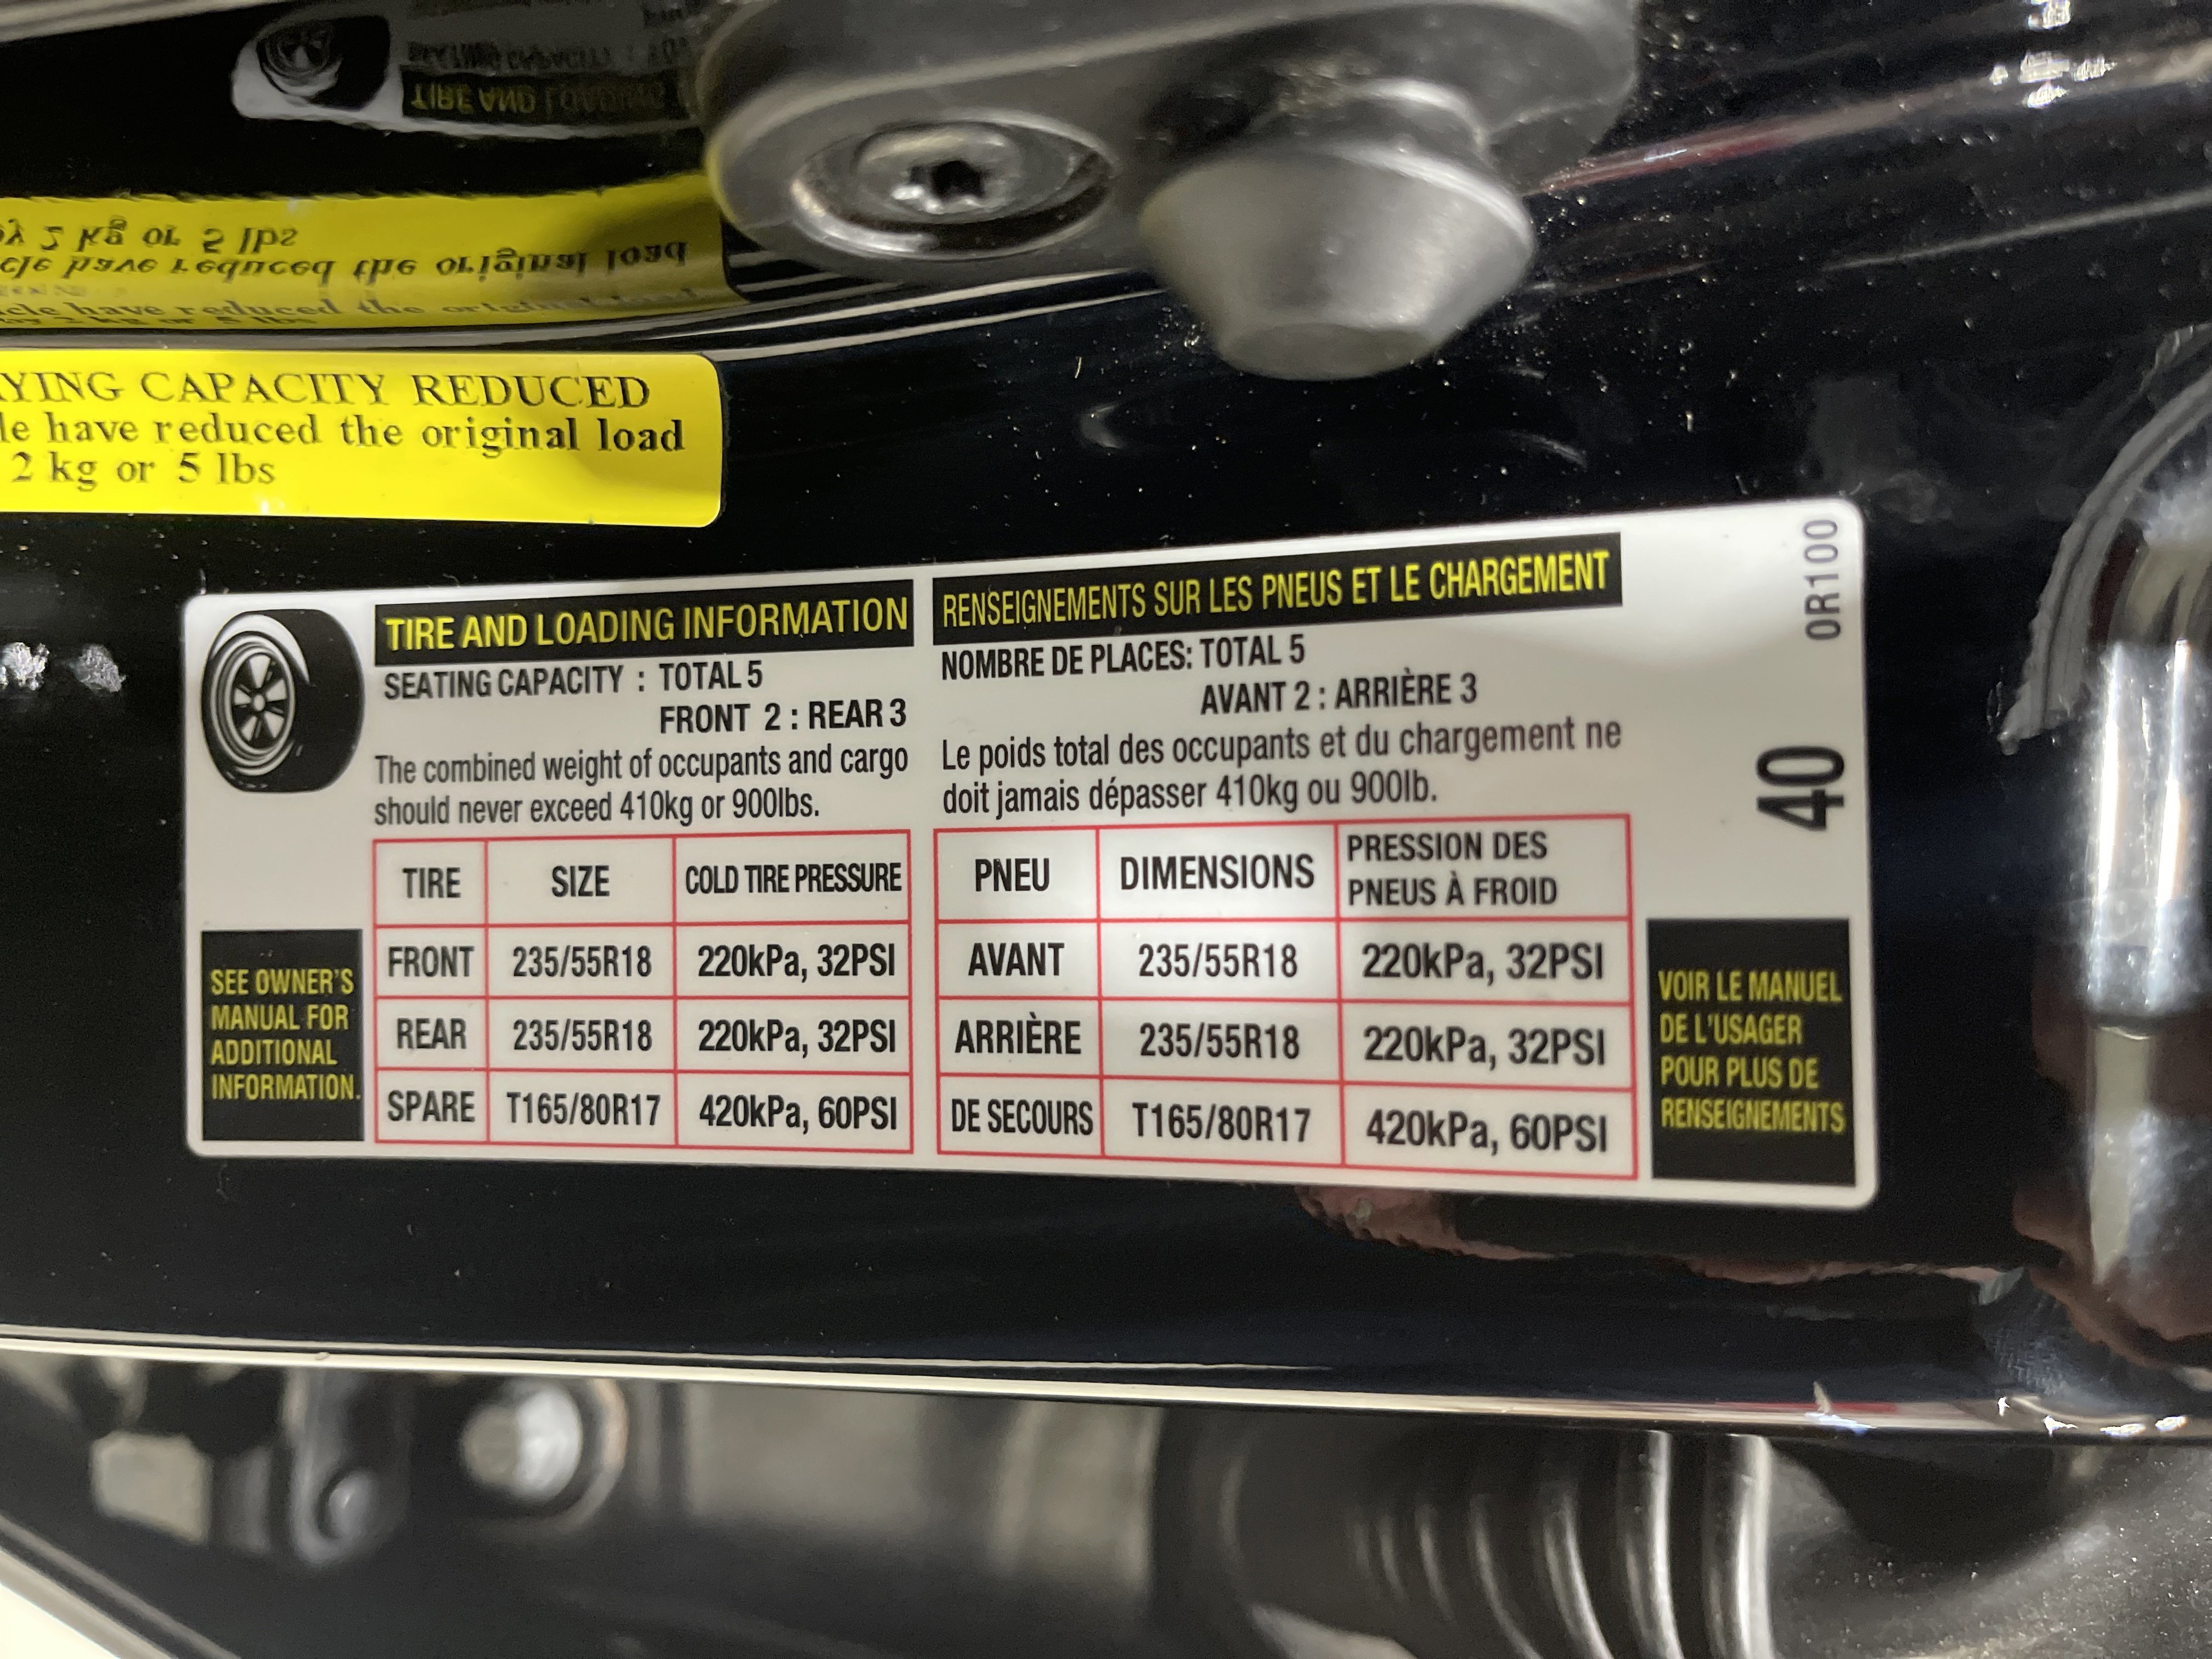 TIRE AND LOADING
YING CAPACITY REDUCED
le have reduced the original load
2 kg or 5 lbs
TIRE AND LOADING INFORMATION
SEATING CAPACITY : TOTAL 5
FRONT 2 : REAR 3
The combined weight of occupants and cargo
should never exceed 410kg or 900lbs.
TIRE SIZE COLD TIRE PRESSURE
FRONT 235/55R18 220kPa, 32PSI
REAR 235/55R18 220kPa, 32PSI
SPARE T165/80R17 420kPa, 60PSI
SEE OWNER'S
MANUAL FOR
ADDITIONAL
INFORMATION.
RENSEIGNEMENTS SUR LES PNEUS ET LE CHARGEMENT
NOMBRE DE PLACES: TOTAL 5
AVANT 2 : ARRIÈRE 3
Le poids total des occupants et du chargement ne
doit jamais dépasser 410kg ou 900lb.
PNEU DIMENSIONS PRESSION DES
PNEUS À FROID
AVANT 235/55R18 220kPa, 32PSI
ARRIÈRE 235/55R18 220kPa, 32PSI
DE SECOURS T165/80R17 420kPa, 60PSI
VOIR LE MANUEL
DE L'USAGER
POUR PLUS DE
RENSEIGNEMENTS
0R100
40